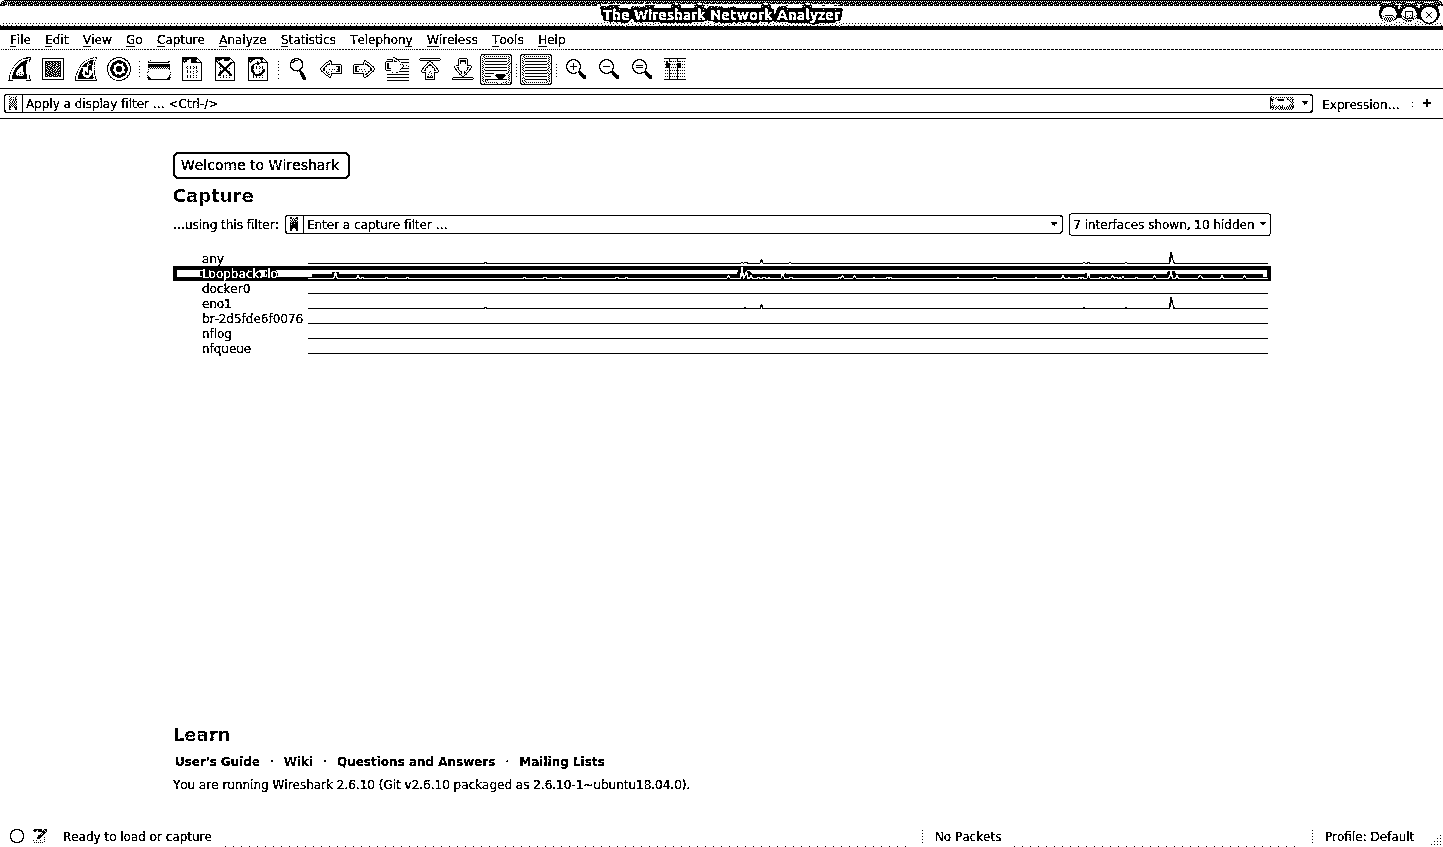 The Wireshark Network Analyzer
File Edit View Go Capture Analyze Statistics Telephony Wireless Tools Help
Apply a display filter ... <Ctrl-/> Expression... +
Welcome to Wireshark
Capture
...using this filter: Enter a capture filter ... 7 interfaces shown, 10 hidden
any
Loopback: lo
docker0
eno1
br-2d5fde6f0076
nflog
nfqueue
Learn
User's Guide · Wiki · Questions and Answers · Mailing Lists
You are running Wireshark 2.6.10 (Git v2.6.10 packaged as 2.6.10-1~ubuntu18.04.0).
Ready to load or capture No Packets Profile: Default